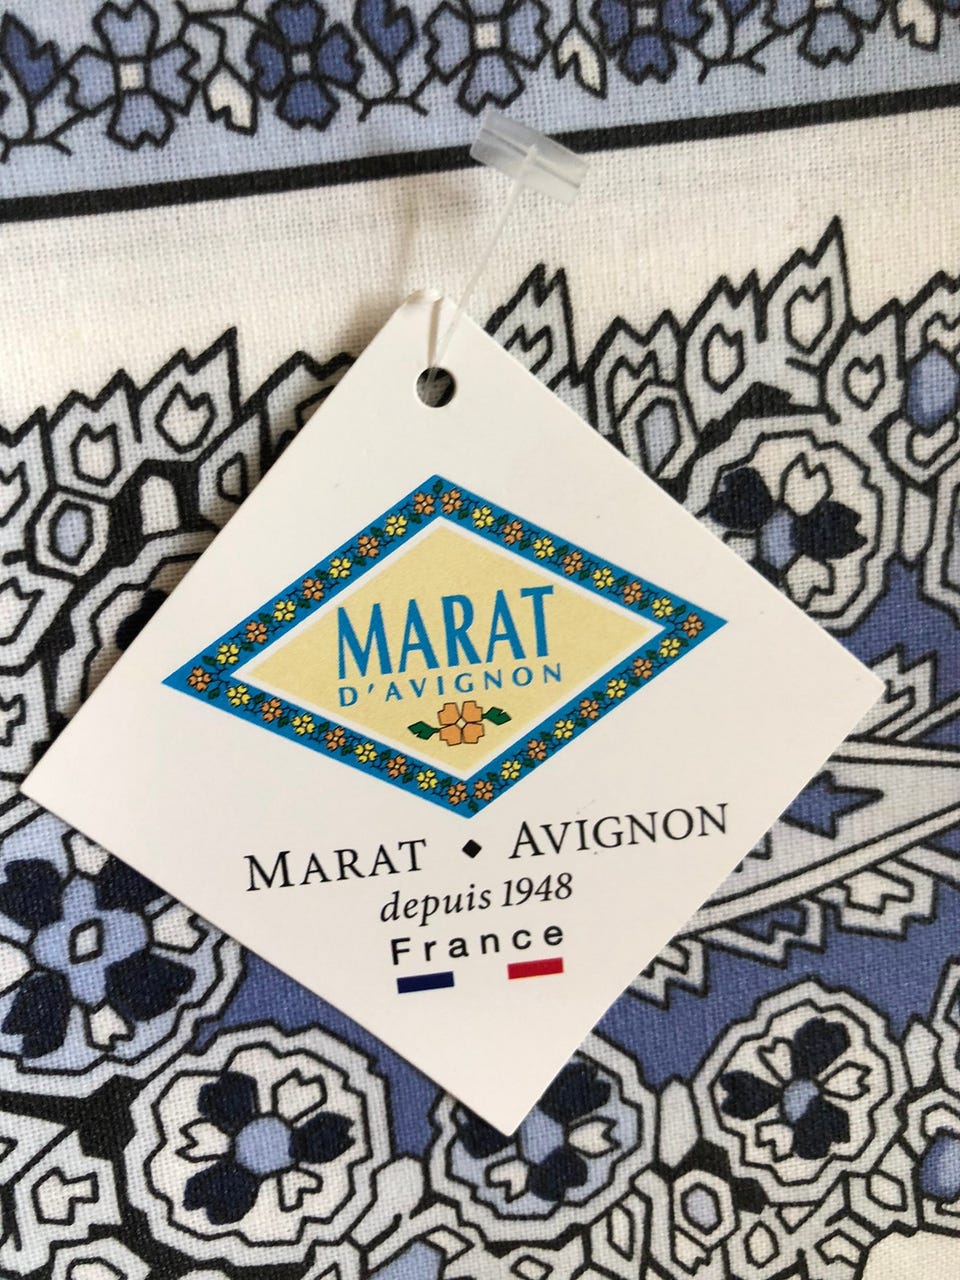 MARAT
D'AVIGNON
MARAT ◆ AVIGNON
depuis 1948
France